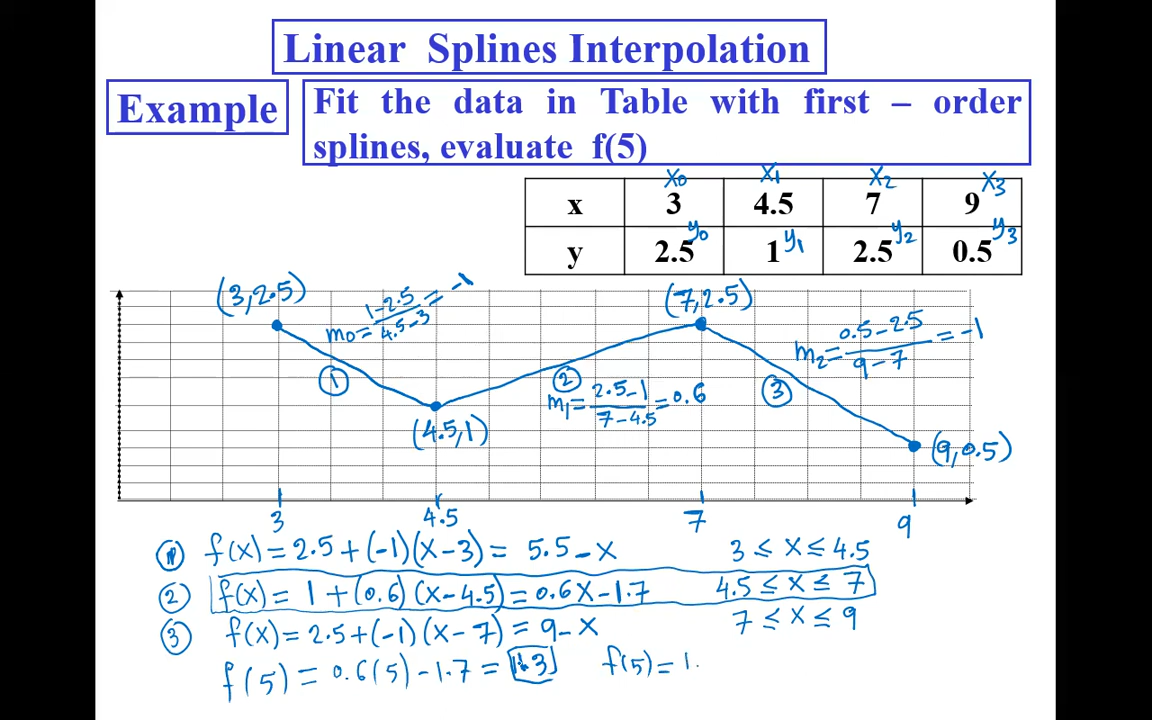 Linear Splines Interpolation
Example
Fit the data in Table with first – order
splines, evaluate f(5)
x₀ x₁ x₂ x₃
x 3 4.5 7 9
y₀ y₁ y₂ y₃
y 2.5 1 2.5 0.5
(3,2.5)
m₀ = (1-2.5)/(4.5-3) = -1
(7,2.5)
m₂ = (0.5-2.5)/(9-7) = -1
①
②
m₁ = (2.5-1)/(7-4.5) = 0.6
③
(4.5,1)
(9,0.5)
3 4.5 7 9
① f(x) = 2.5+(-1)(x-3) = 5.5-x 3 ≤ x ≤ 4.5
② f(x) = 1+(0.6)(x-4.5) = 0.6x-1.7 4.5 ≤ x ≤ 7
③ f(x) = 2.5+(-1)(x-7) = 9-x 7 ≤ x ≤ 9
f(5) = 0.6(5)-1.7 = 1.3 f(5) = 1.